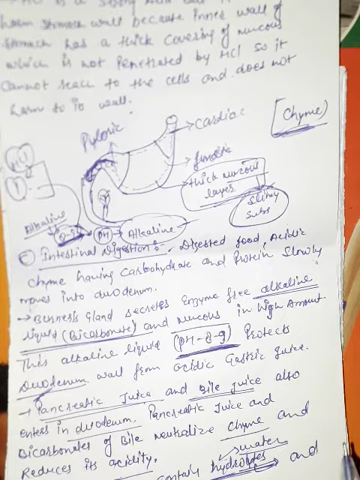 harm stomach wall because inner wall of
stomach has a thick covering of mucous
which is not penetrated by HCl so it
cannot reach to the cells and does not
harm to its wall.
Pyloric
Cardiac
[Chyme]
fundic
thick mucous
layer
Slimy
Subs
HCl
Alkaline
PH
Alkaline
Intestinal Digestion :- Digested food, Acidic
chyme having Carbohydrate and Protein Slowly
moves into duodenum.
→ Secretes Enzyme free alkaline
liquid (Bicarbonate) and mucous in high Amount
This alkaline liquid (PH-8-9) Protects
Duodenum wall from acidic Gastric Juice.
→ Pancreatic Juice and Bile Juice also
enters in duodenum. Pancreatic Juice and
Bicarbonates of Bile neutralize Chyme and
Reduces its acidity.
water
contain hydrolytes and